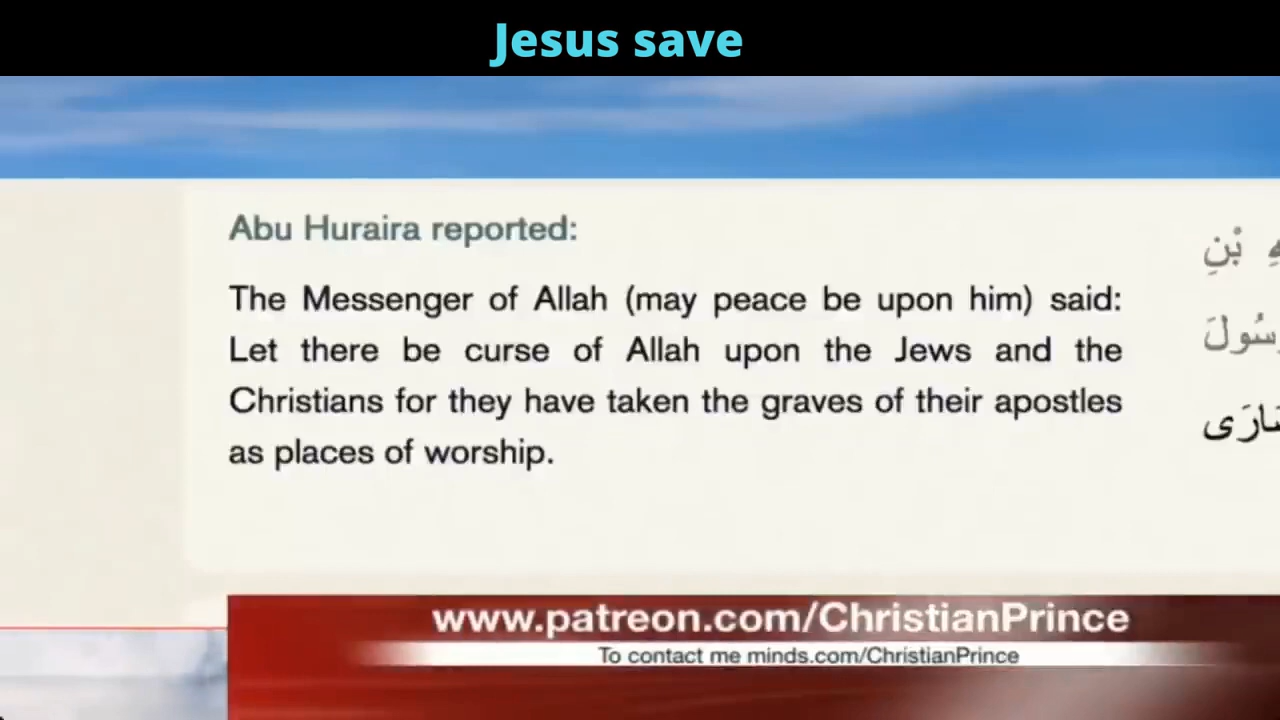 Jesus save
Abu Huraira reported:
The Messenger of Allah (may peace be upon him) said:
Let there be curse of Allah upon the Jews and the
Christians for they have taken the graves of their apostles
as places of worship.
بْنِ
سُولَ
ارَى
www.patreon.com/ChristianPrince
To contact me minds.com/ChristianPrince